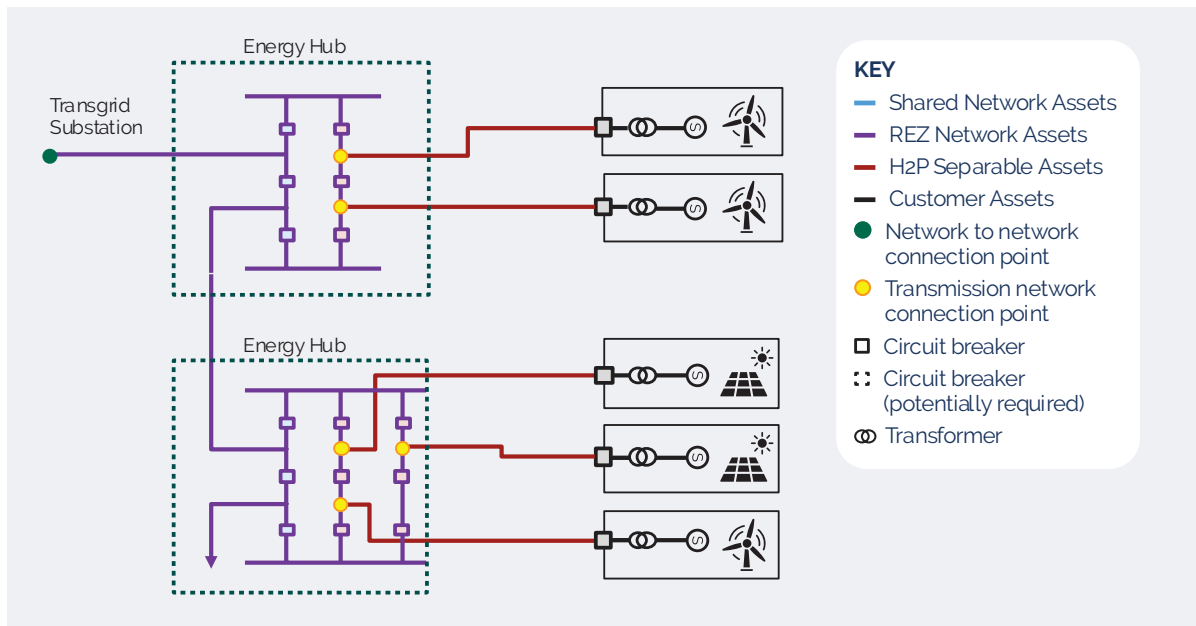 Energy Hub
Transgrid
Substation
S
S
Energy Hub
S
S
S
KEY
Shared Network Assets
REZ Network Assets
H2P Separable Assets
Customer Assets
Network to network
connection point
Transmission network
connection point
Circuit breaker
Circuit breaker
(potentially required)
Transformer